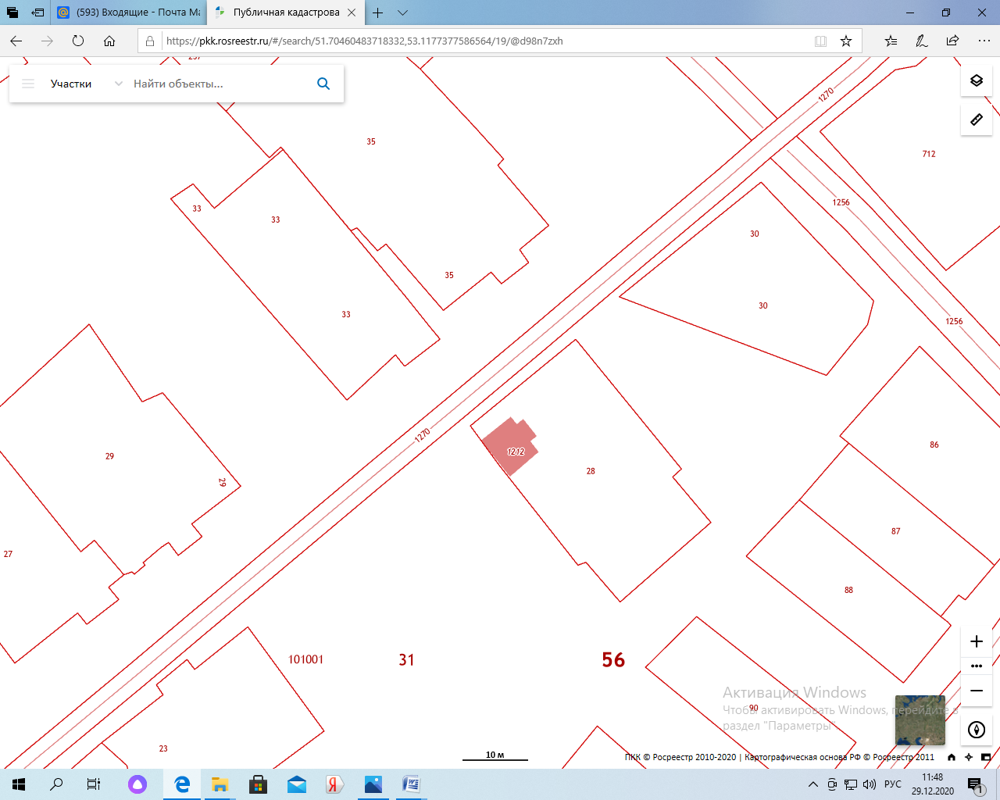 (593) Входящие - Почта Ма
Публичная кадастрова
https://pkk.rosreestr.ru/#/search/51.70460483718332,53.1177377586564/19/@d98n7zxh
257
Участки
Найти объекты...
1270
35
712
33
33
1256
30
35
30
33
1256
1270
86
1212
29
28
29
87
27
88
101001
31
56
Активация Windows
90
Чтобы активировать Windows, перейдите в
раздел "Параметры".
23
10 м
ПКК © Росреестр 2010-2020 | Картографическая основа РФ © Росреестр 2011
РУС
11:48
29.12.2020
1